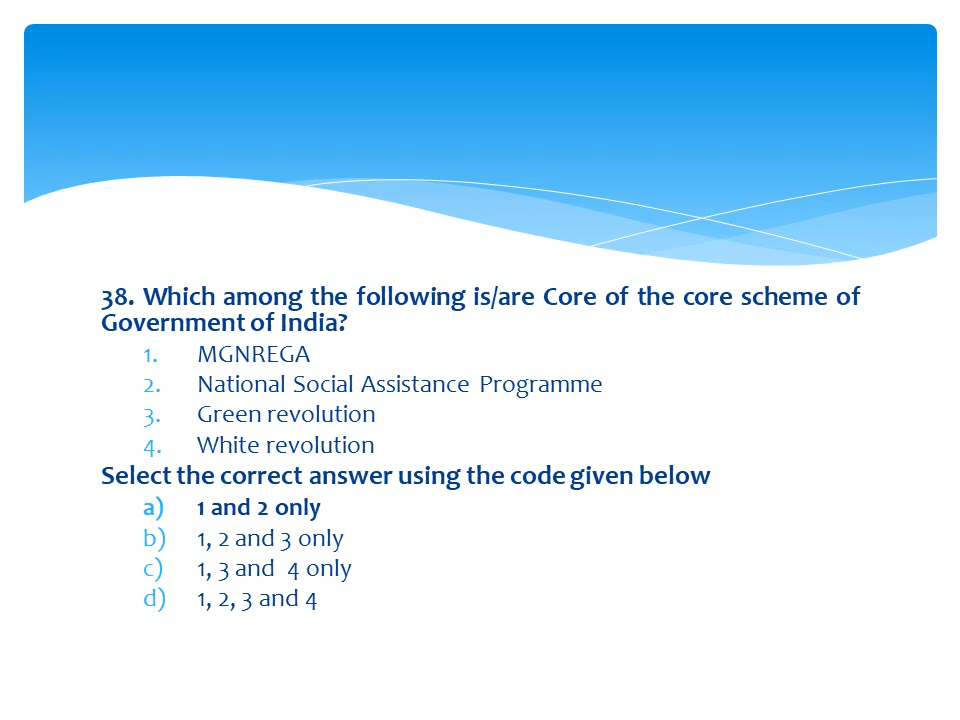 38. Which among the following is/are Core of the core scheme of
Government of India?
1. MGNREGA
2. National Social Assistance Programme
3. Green revolution
4. White revolution
Select the correct answer using the code given below
a) 1 and 2 only
b) 1, 2 and 3 only
c) 1, 3 and 4 only
d) 1, 2, 3 and 4